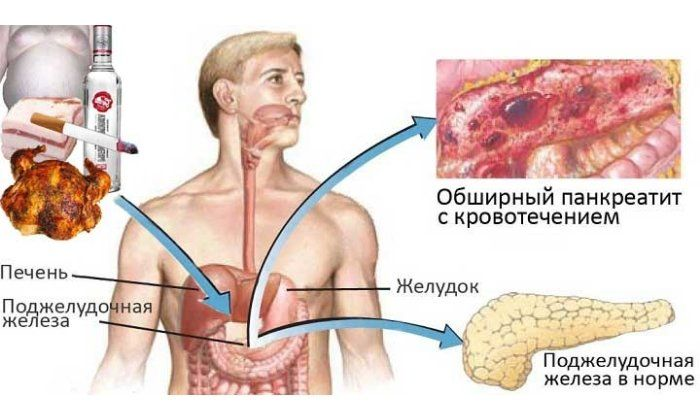 Обширный панкреатит
с кровотечением
Печень
Желудок
Поджелудочная
железа
Поджелудочная
железа в норме